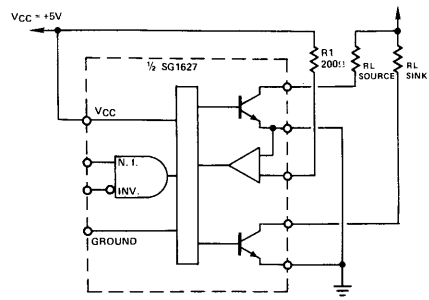 VCC = +5V
½ SG1627
R1
200Ω
RL
SOURCE
RL
SINK
VCC
N.I.
INV.
GROUND